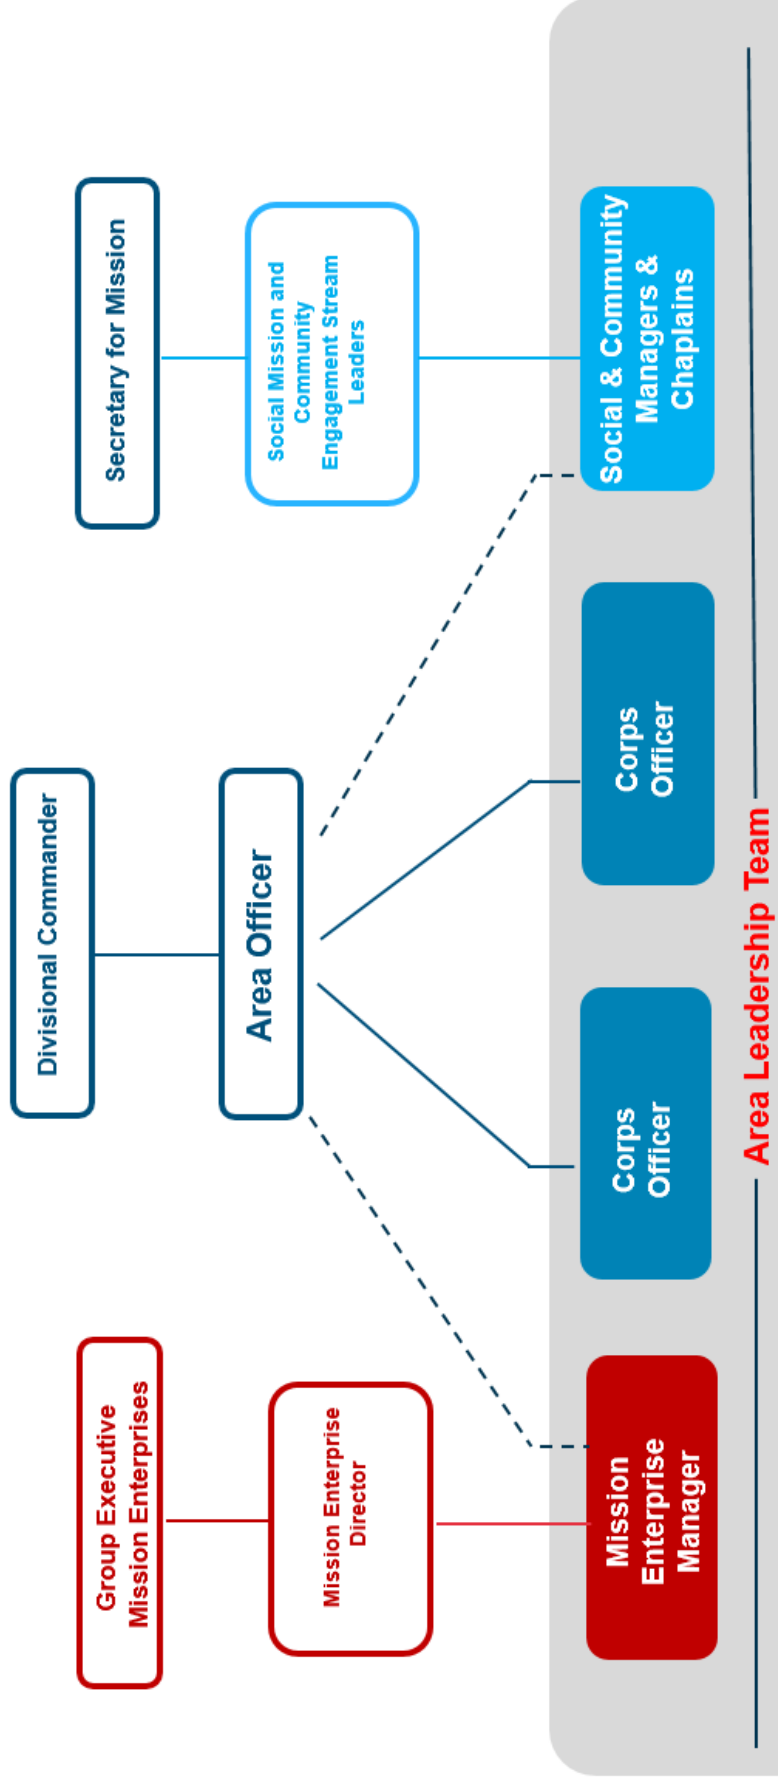 Divisional Commander
Group Executive
Mission Enterprises
Secretary for Mission
Area Officer
Mission Enterprise
Director
Social Mission and
Community
Engagement Stream
Leaders
Mission
Enterprise
Manager
Corps
Officer
Corps
Officer
Social & Community
Managers &
Chaplains
Area Leadership Team